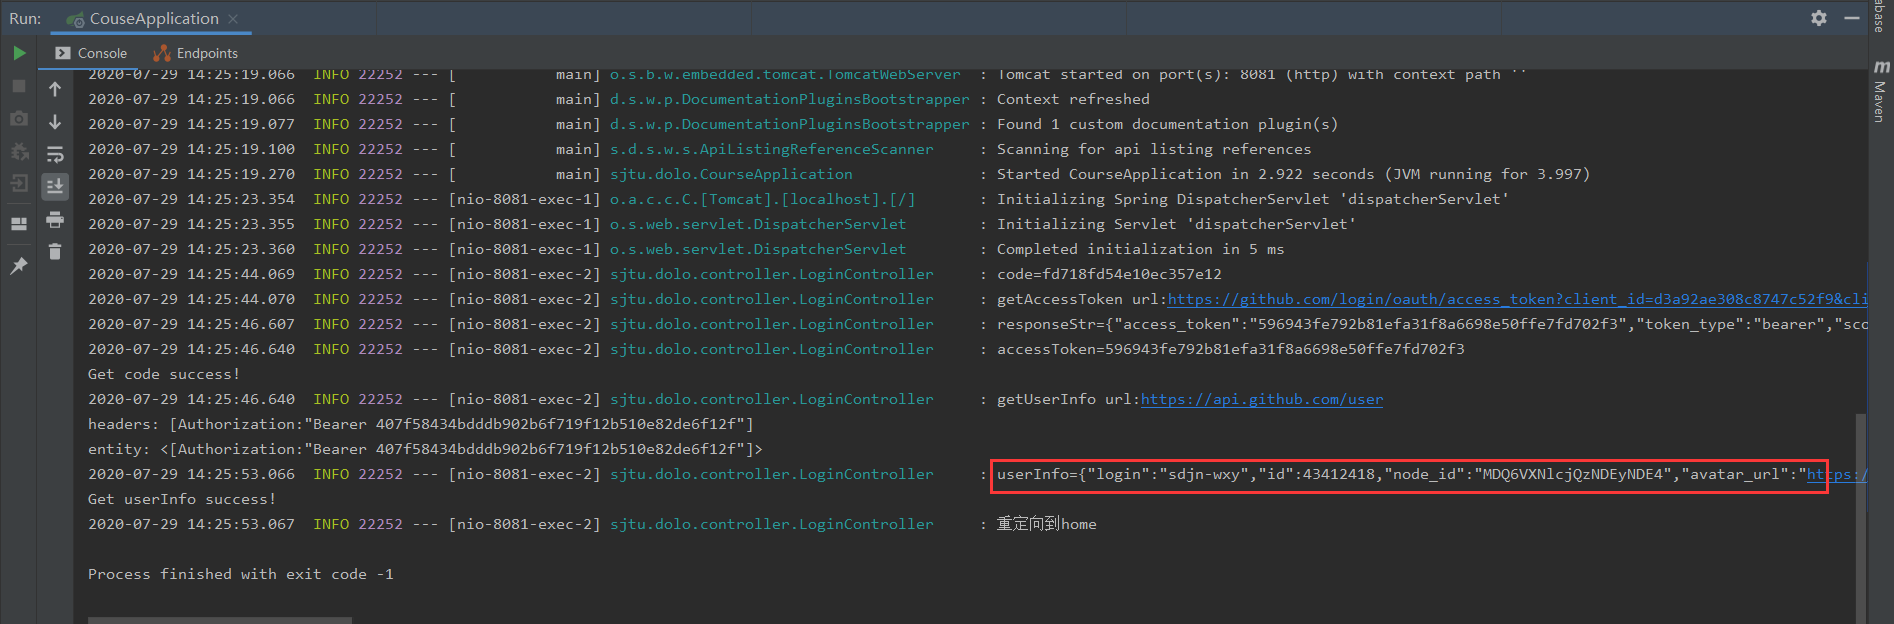 Run: CouseApplication
Console Endpoints
2020-07-29 14:25:19.066 INFO 22252 --- [ main] o.s.b.w.embedded.tomcat.TomcatWebServer : Tomcat started on port(s): 8081 (http) with context path ''
2020-07-29 14:25:19.066 INFO 22252 --- [ main] d.s.w.p.DocumentationPluginsBootstrapper : Context refreshed
2020-07-29 14:25:19.077 INFO 22252 --- [ main] d.s.w.p.DocumentationPluginsBootstrapper : Found 1 custom documentation plugin(s)
2020-07-29 14:25:19.100 INFO 22252 --- [ main] s.d.s.w.s.ApiListingReferenceScanner : Scanning for api listing references
2020-07-29 14:25:19.270 INFO 22252 --- [ main] sjtu.dolo.CourseApplication : Started CourseApplication in 2.922 seconds (JVM running for 3.997)
2020-07-29 14:25:23.354 INFO 22252 --- [nio-8081-exec-1] o.a.c.c.C.[Tomcat].[localhost].[/] : Initializing Spring DispatcherServlet 'dispatcherServlet'
2020-07-29 14:25:23.355 INFO 22252 --- [nio-8081-exec-1] o.s.web.servlet.DispatcherServlet : Initializing Servlet 'dispatcherServlet'
2020-07-29 14:25:23.360 INFO 22252 --- [nio-8081-exec-1] o.s.web.servlet.DispatcherServlet : Completed initialization in 5 ms
2020-07-29 14:25:44.069 INFO 22252 --- [nio-8081-exec-2] sjtu.dolo.controller.LoginController : code=fd718fd54e10ec357e12
2020-07-29 14:25:44.070 INFO 22252 --- [nio-8081-exec-2] sjtu.dolo.controller.LoginController : getAccessToken url:https://github.com/login/oauth/access_token?client_id=d3a92ae308c8747c52f9&cli
2020-07-29 14:25:46.607 INFO 22252 --- [nio-8081-exec-2] sjtu.dolo.controller.LoginController : responseStr={"access_token":"596943fe792b81efa31f8a6698e50ffe7fd702f3","token_type":"bearer","sco
2020-07-29 14:25:46.640 INFO 22252 --- [nio-8081-exec-2] sjtu.dolo.controller.LoginController : accessToken=596943fe792b81efa31f8a6698e50ffe7fd702f3
Get code success!
2020-07-29 14:25:46.640 INFO 22252 --- [nio-8081-exec-2] sjtu.dolo.controller.LoginController : getUserInfo url:https://api.github.com/user
headers: [Authorization:"Bearer 407f58434bdddb902b6f719f12b510e82de6f12f"]
entity: <[Authorization:"Bearer 407f58434bdddb902b6f719f12b510e82de6f12f"]>
2020-07-29 14:25:53.066 INFO 22252 --- [nio-8081-exec-2] sjtu.dolo.controller.LoginController : userInfo={"login":"sdjn-wxy","id":43412418,"node_id":"MDQ6VXNlcjQzNDEyNDE4","avatar_url":"https:/
Get userInfo success!
2020-07-29 14:25:53.067 INFO 22252 --- [nio-8081-exec-2] sjtu.dolo.controller.LoginController : 重定向到home
Process finished with exit code -1
abase
m Maven